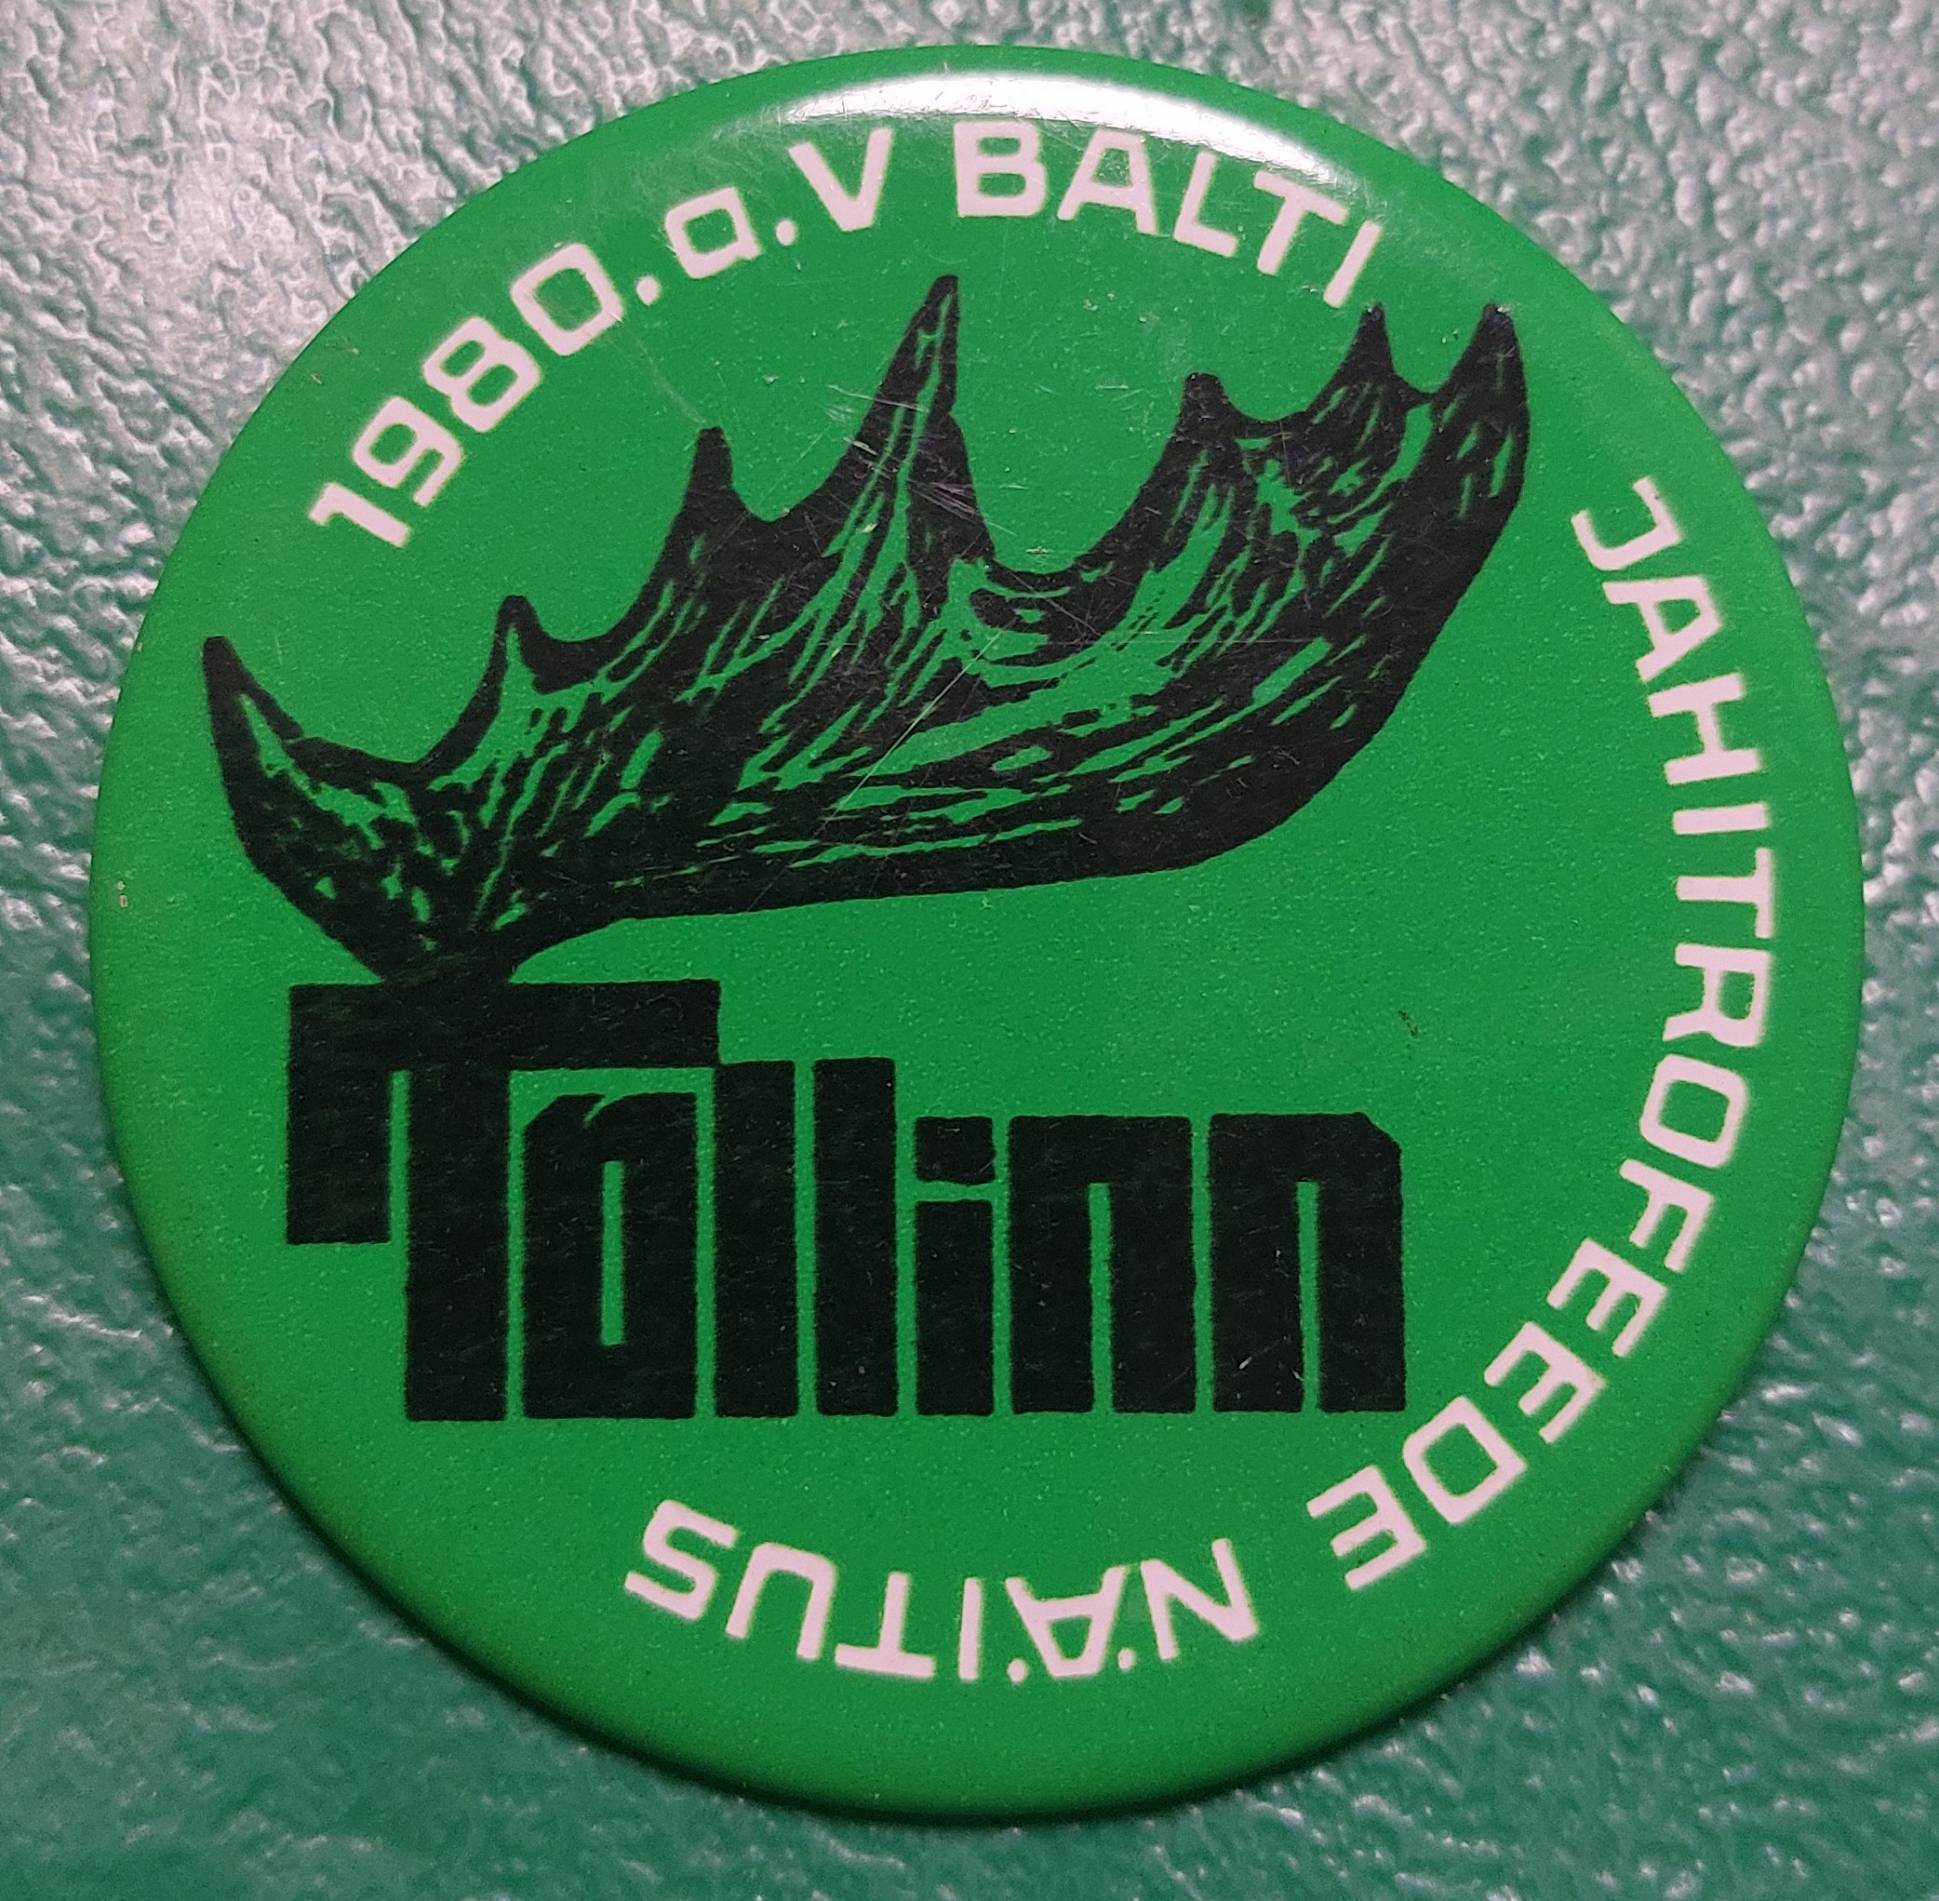 1980.a.V BALTI JAHITROFEEDE NÄITUS
Tallinn